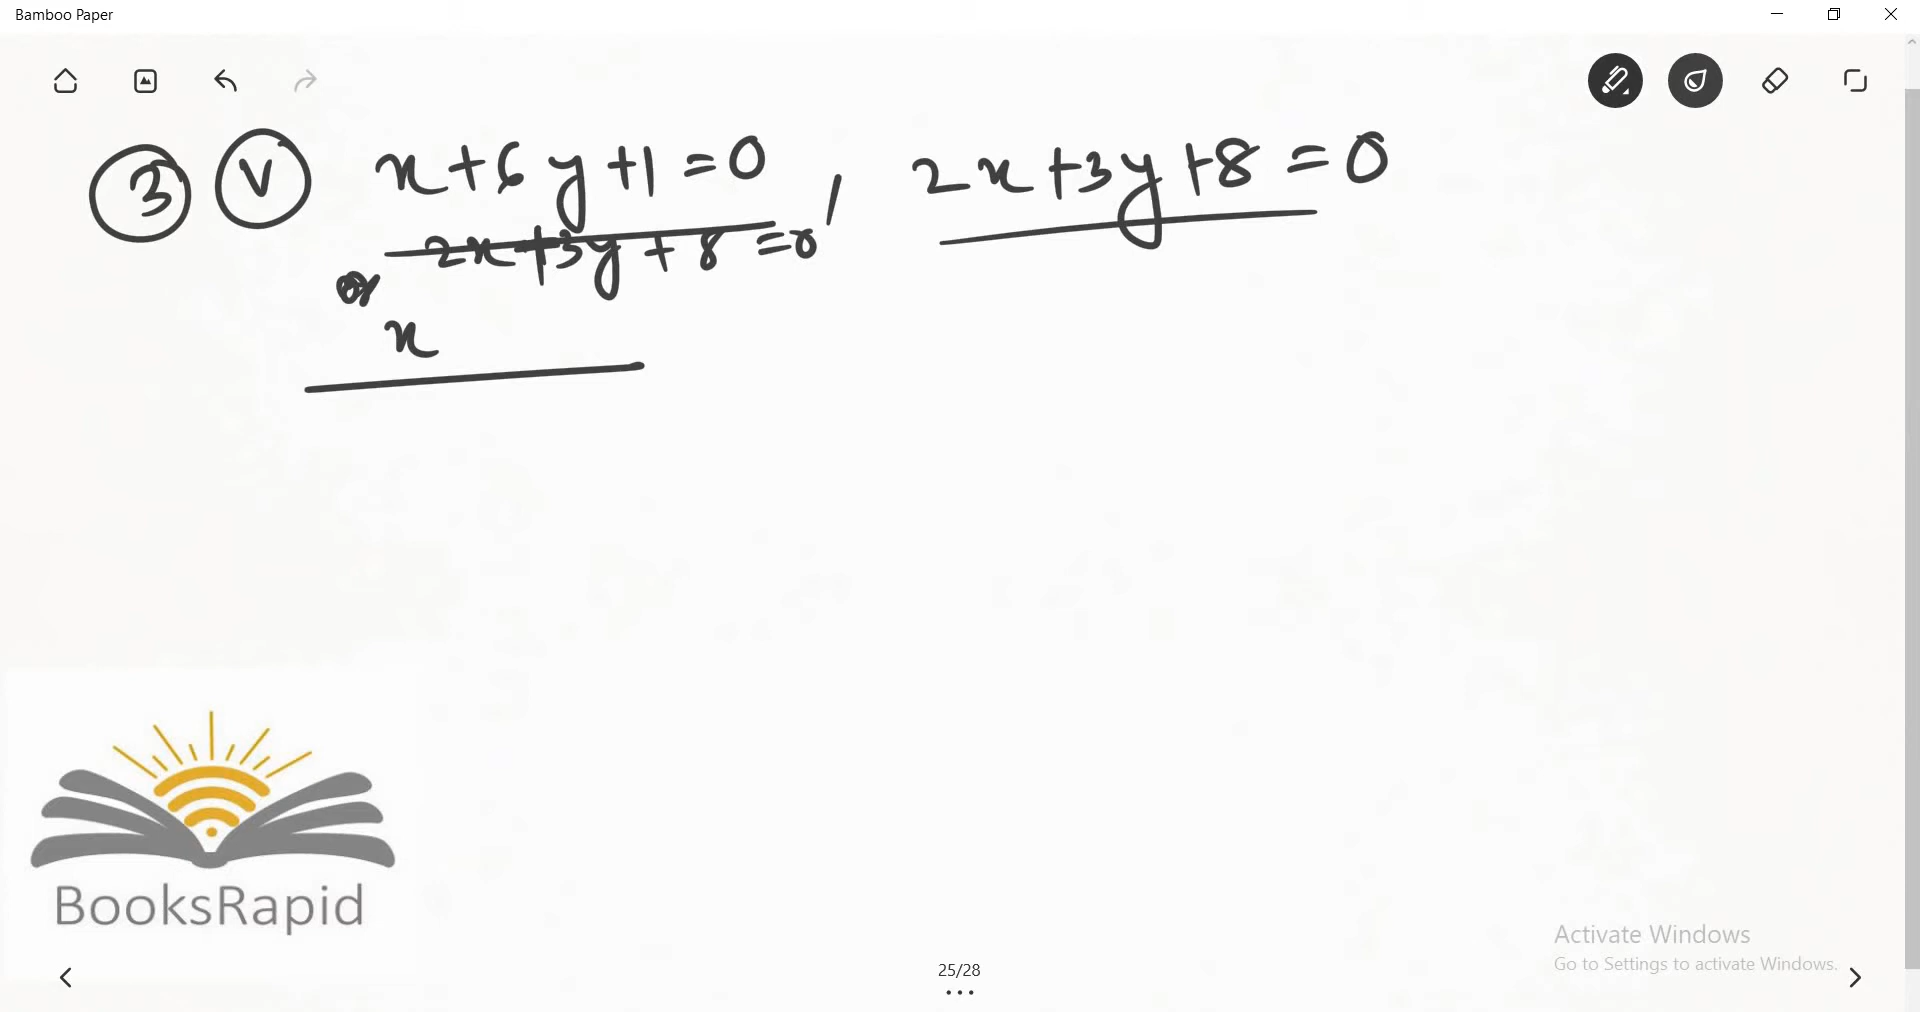 Bamboo Paper
3 V x+6y+1=0, 2x+3y+8=0
2x+3y+8=0
x
BooksRapid
Activate Windows
Go to Settings to activate Windows.
25/28